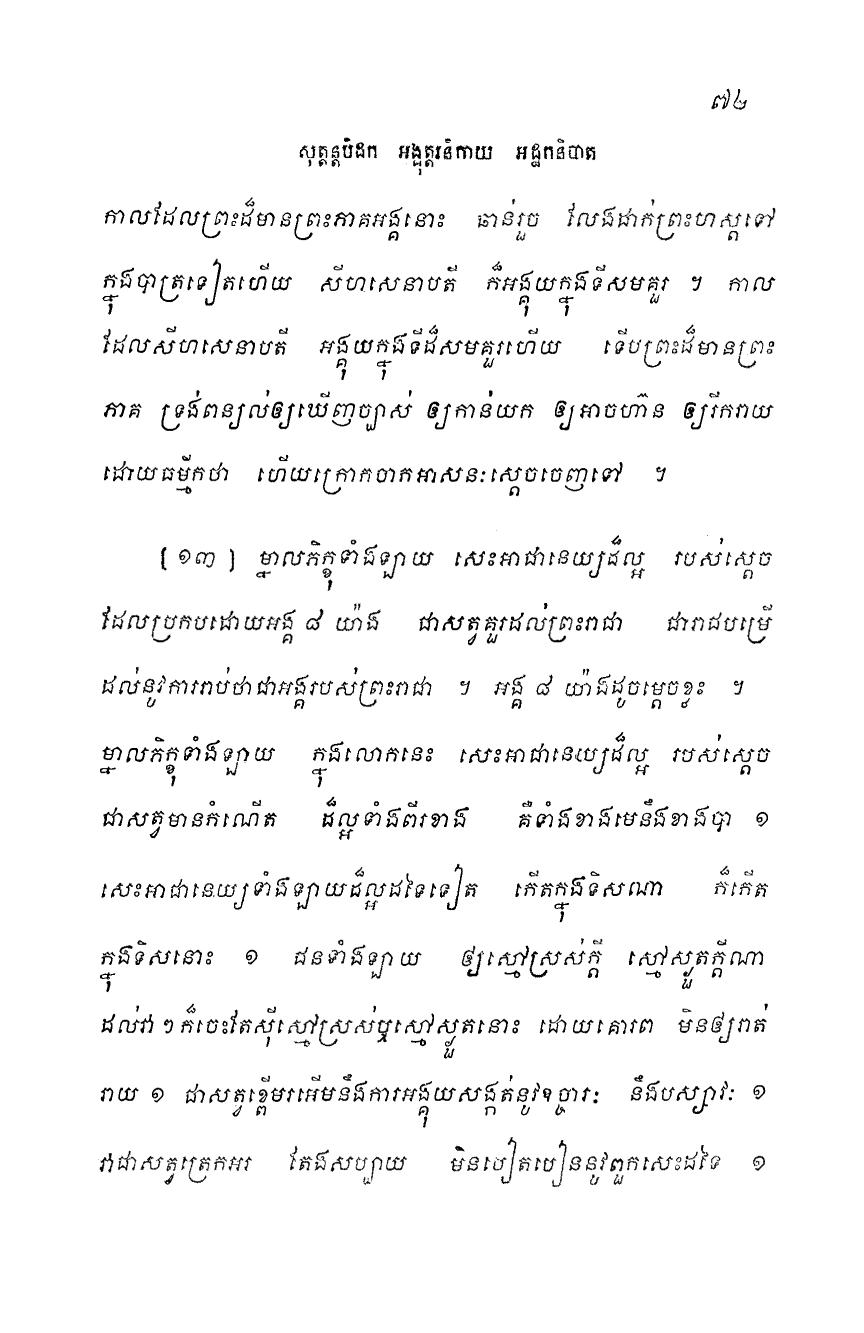 ៧៤
សុត្តន្តបិដក អង្គុត្តរនិកាយ អដ្ឋកនិបាត
កាលដែលព្រះដ៏មានព្រះភាគអង្គនោះ ឆាន់រួច លែងដាក់ព្រះហស្តទៅ
ក្នុងបាត្រទៀតហើយ សីហសេនាបតី ក៏អង្គុយក្នុងទីសមគួរ ។ កាល
ដែលសីហសេនាបតី អង្គុយក្នុងទីដ៏សមគួរហើយ ទើបព្រះដ៏មានព្រះ
ភាគ ទ្រង់ពន្យល់ឲ្យឃើញច្បាស់ ឲ្យកាន់យក ឲ្យអាចហ៊ាន ឲ្យរីករាយ
ដោយធម្មីកថា ហើយក្រោកចាកអាសនៈស្តេចចេញទៅ ។
[ ១៣ ] ម្នាលភិក្ខុទាំងឡាយ សេះអាជានេយ្យដ៏ល្អ របស់ស្តេច
ដែលប្រកបដោយអង្គ ៨ យ៉ាង ជាសត្វគួរដល់ព្រះរាជា ជារាជបម្រើ
ដល់នូវការរាប់ថាជាអង្គរបស់ព្រះរាជា ។ អង្គ ៨ យ៉ាងដូចម្តេចខ្លះ ។
ម្នាលភិក្ខុទាំងឡាយ ក្នុងលោកនេះ សេះអាជានេយ្យដ៏ល្អ របស់ស្តេច
ជាសត្វមានកំណើត ដ៏ល្អទាំងពីរខាង គឺទាំងខាងមេនឹងខាងបា ១
សេះអាជានេយ្យទាំងឡាយដ៏ល្អដទៃទៀត កើតក្នុងទិសណា ក៏កើត
ក្នុងទិសនោះ ១ ជនទាំងឡាយ ឲ្យស្មៅស្រស់ក្តី ស្មៅស្ងួតក្តីណា
ដល់វា ៗ ក៏ចេះតែស៊ីស្មៅស្រស់ឬស្មៅស្ងួតនោះ ដោយគោរព មិនឲ្យរាត់
រាយ ១ ជាសត្វខ្ពើមរអើមនឹងការអង្គុយសង្កត់នូវឧច្ចារៈ នឹងបស្សាវៈ ១
វាជាសត្វត្រេកអរ តែងសប្បាយ មិនបៀតបៀននូវពួកសេះដទៃ ១